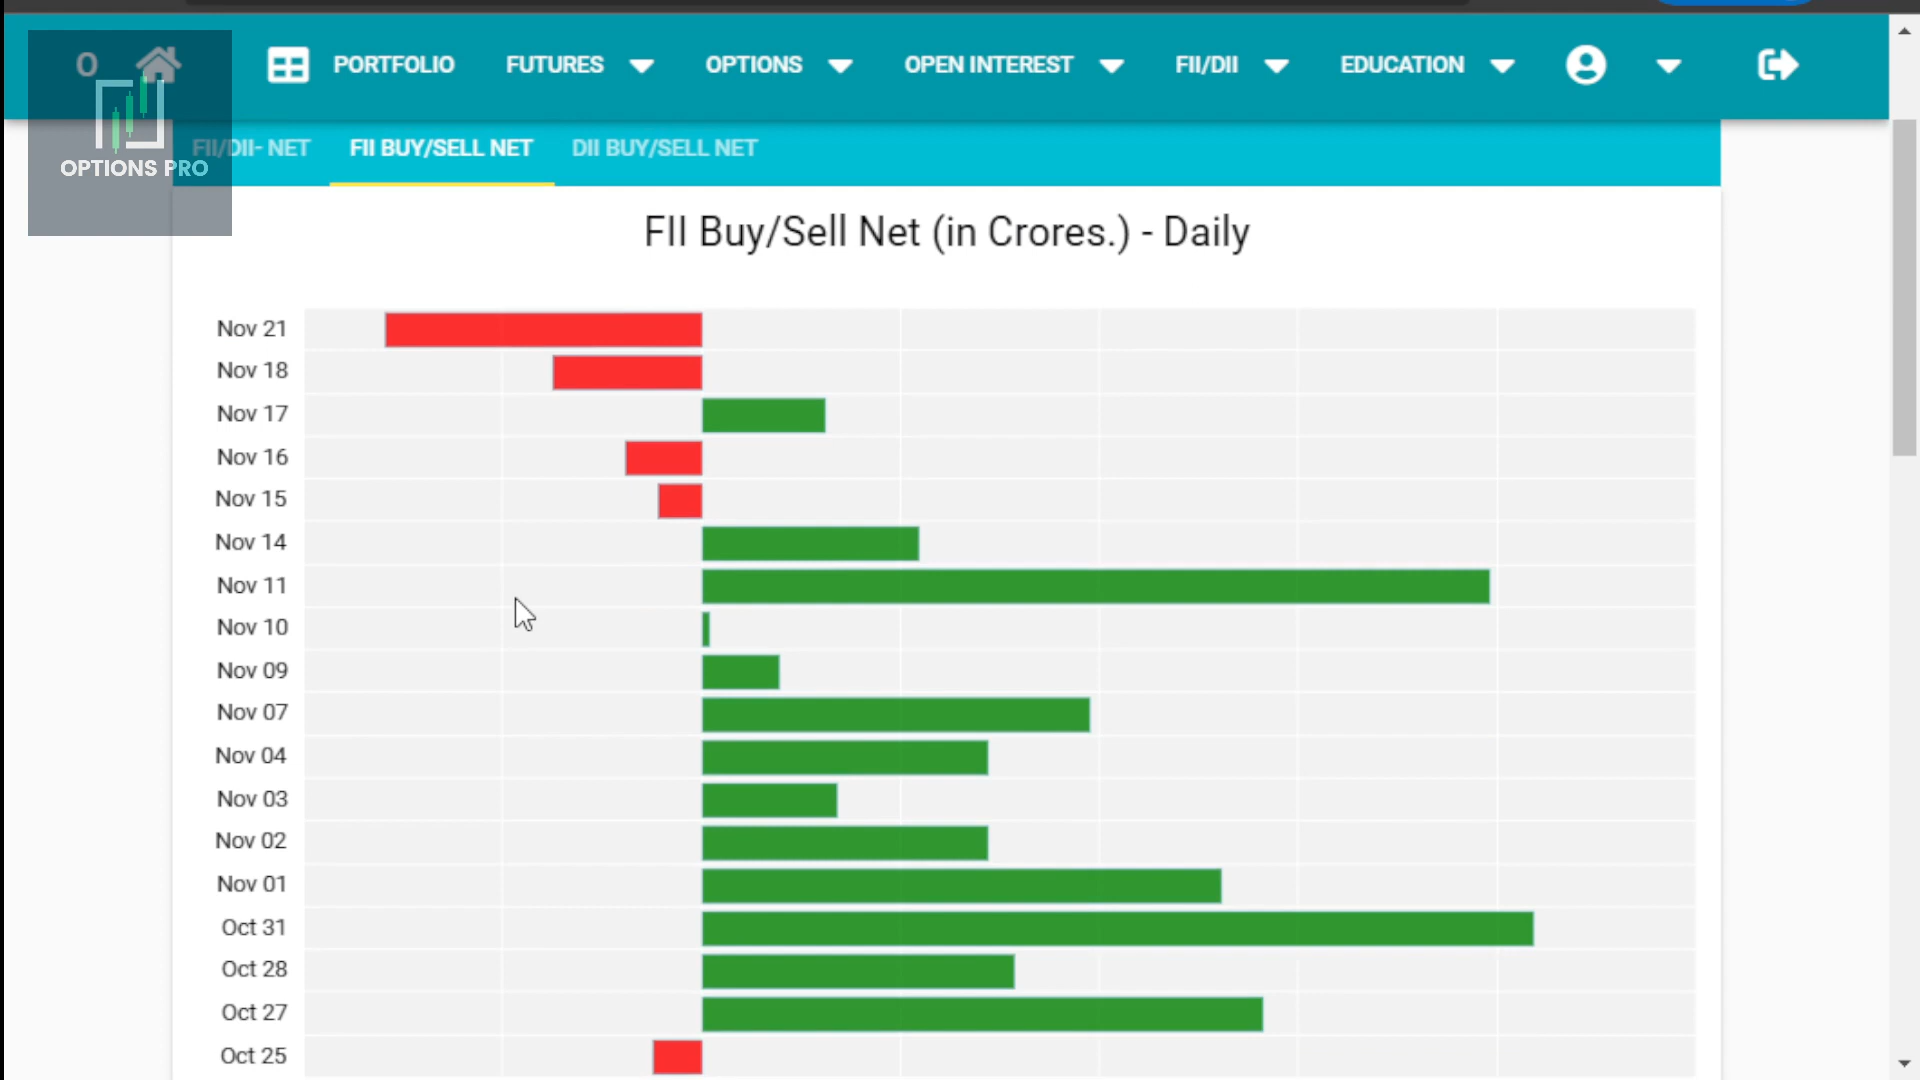 O PORTFOLIO FUTURES OPTIONS OPEN INTEREST FII/DII EDUCATION
FII/DII- NET FII BUY/SELL NET DII BUY/SELL NET
OPTIONS PRO
FII Buy/Sell Net (in Crores.) - Daily
Nov 21
Nov 18
Nov 17
Nov 16
Nov 15
Nov 14
Nov 11
Nov 10
Nov 09
Nov 07
Nov 04
Nov 03
Nov 02
Nov 01
Oct 31
Oct 28
Oct 27
Oct 25